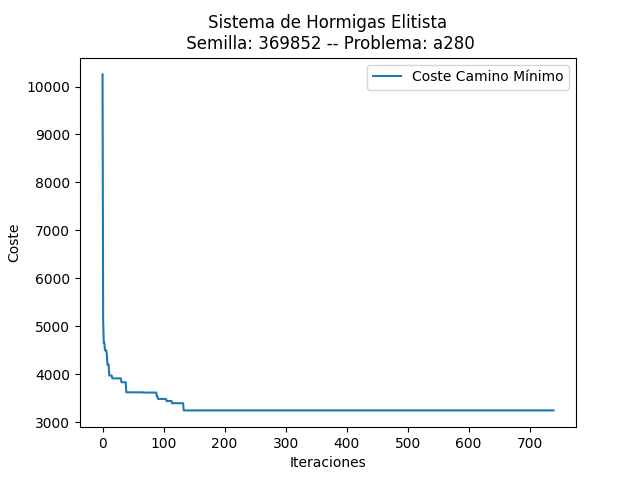 Sistema de Hormigas Elitista
Semilla: 369852 -- Problema: a280
Coste Camino Mínimo
10000
9000
8000
7000
6000
5000
4000
3000
Coste
0 100 200 300 400 500 600 700
Iteraciones